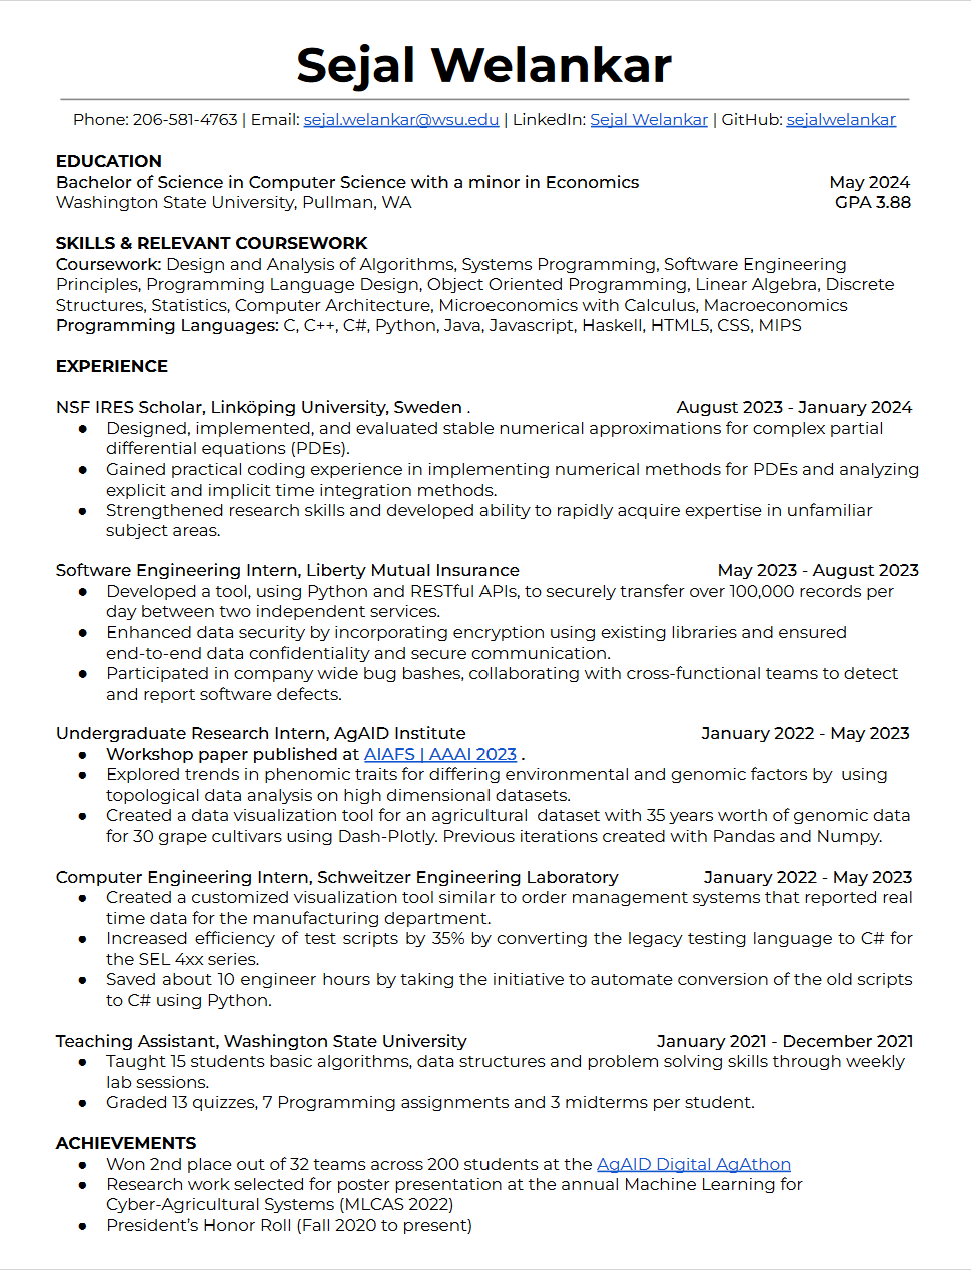 Sejal Welankar
Phone: 206-581-4763 | Email: sejal.welankar@wsu.edu | LinkedIn: Sejal Welankar | GitHub: sejalwelankar
EDUCATION
Bachelor of Science in Computer Science with a minor in Economics May 2024
Washington State University, Pullman, WA GPA 3.88
SKILLS & RELEVANT COURSEWORK
Coursework: Design and Analysis of Algorithms, Systems Programming, Software Engineering
Principles, Programming Language Design, Object Oriented Programming, Linear Algebra, Discrete
Structures, Statistics, Computer Architecture, Microeconomics with Calculus, Macroeconomics
Programming Languages: C, C++, C#, Python, Java, Javascript, Haskell, HTML5, CSS, MIPS
EXPERIENCE
NSF IRES Scholar, Linköping University, Sweden . August 2023 - January 2024
● Designed, implemented, and evaluated stable numerical approximations for complex partial
differential equations (PDEs).
● Gained practical coding experience in implementing numerical methods for PDEs and analyzing
explicit and implicit time integration methods.
● Strengthened research skills and developed ability to rapidly acquire expertise in unfamiliar
subject areas.
Software Engineering Intern, Liberty Mutual Insurance May 2023 - August 2023
● Developed a tool, using Python and RESTful APIs, to securely transfer over 100,000 records per
day between two independent services.
● Enhanced data security by incorporating encryption using existing libraries and ensured
end-to-end data confidentiality and secure communication.
● Participated in company wide bug bashes, collaborating with cross-functional teams to detect
and report software defects.
Undergraduate Research Intern, AgAID Institute January 2022 - May 2023
● Workshop paper published at AIAFS | AAAI 2023 .
● Explored trends in phenomic traits for differing environmental and genomic factors by using
topological data analysis on high dimensional datasets.
● Created a data visualization tool for an agricultural dataset with 35 years worth of genomic data
for 30 grape cultivars using Dash-Plotly. Previous iterations created with Pandas and Numpy.
Computer Engineering Intern, Schweitzer Engineering Laboratory January 2022 - May 2023
● Created a customized visualization tool similar to order management systems that reported real
time data for the manufacturing department.
● Increased efficiency of test scripts by 35% by converting the legacy testing language to C# for
the SEL 4xx series.
● Saved about 10 engineer hours by taking the initiative to automate conversion of the old scripts
to C# using Python.
Teaching Assistant, Washington State University January 2021 - December 2021
● Taught 15 students basic algorithms, data structures and problem solving skills through weekly
lab sessions.
● Graded 13 quizzes, 7 Programming assignments and 3 midterms per student.
ACHIEVEMENTS
● Won 2nd place out of 32 teams across 200 students at the AgAID Digital AgAthon
● Research work selected for poster presentation at the annual Machine Learning for
Cyber-Agricultural Systems (MLCAS 2022)
● President's Honor Roll (Fall 2020 to present)